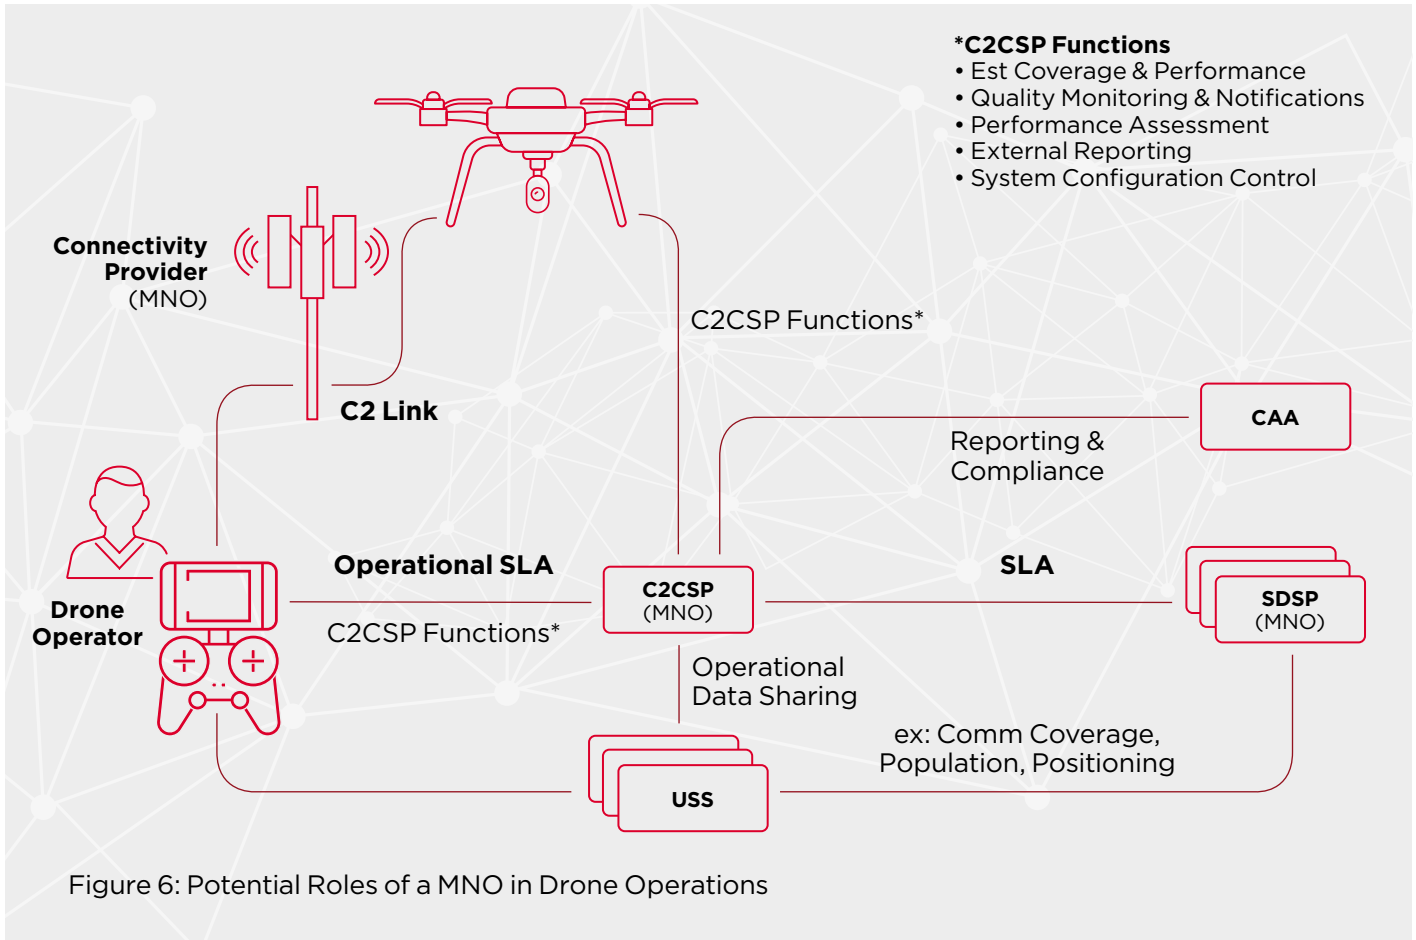 *C2CSP Functions
• Est Coverage & Performance
• Quality Monitoring & Notifications
• Performance Assessment
• External Reporting
• System Configuration Control
Connectivity
Provider
(MNO)
C2CSP Functions*
C2 Link
CAA
Reporting &
Compliance
Operational SLA
SLA
C2CSP
(MNO)
SDSP
(MNO)
Drone
Operator
C2CSP Functions*
Operational
Data Sharing
ex: Comm Coverage,
Population, Positioning
USS
Figure 6: Potential Roles of a MNO in Drone Operations